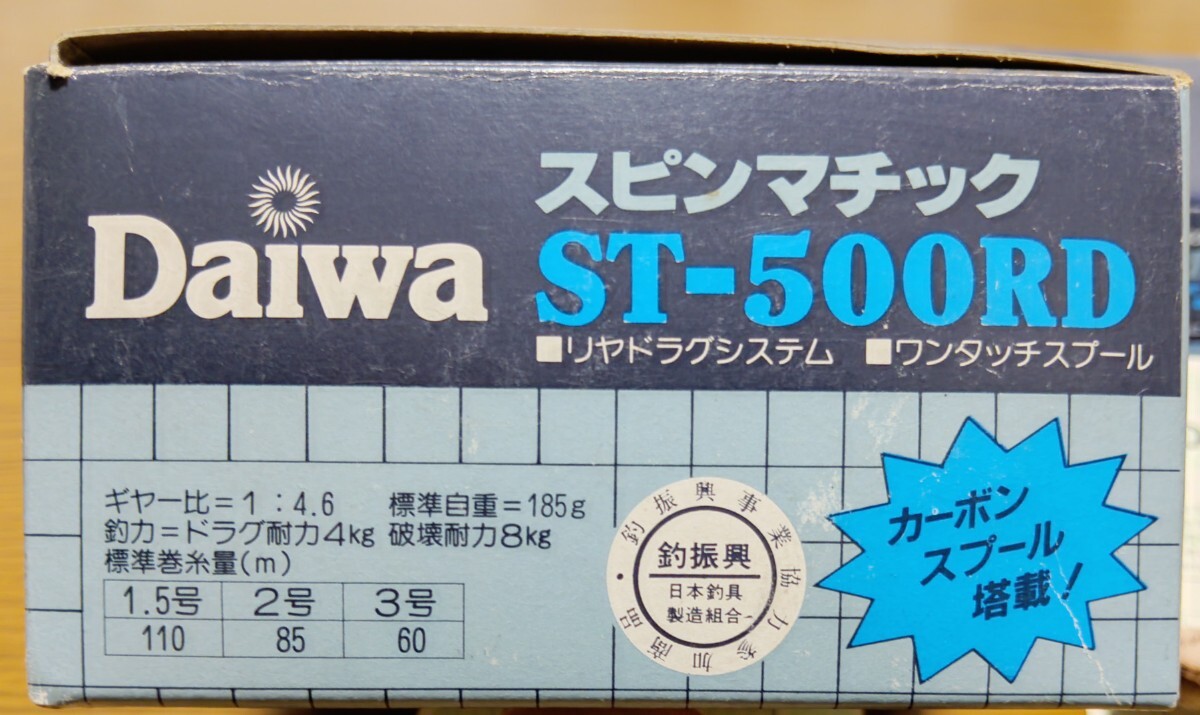 Daiwa
スピンマチック
ST-500RD
■リヤドラグシステム ■ワンタッチスプール
ギヤー比=1:4.6 標準自重=185g
釣力=ドラグ耐力4kg 破壊耐力8kg
標準巻糸量(m)
1.5号 2号 3号
110 85 60
釣振興事業協力参加商品・
釣振興
日本釣具
製造組合
カーボン
スプール
塔載!